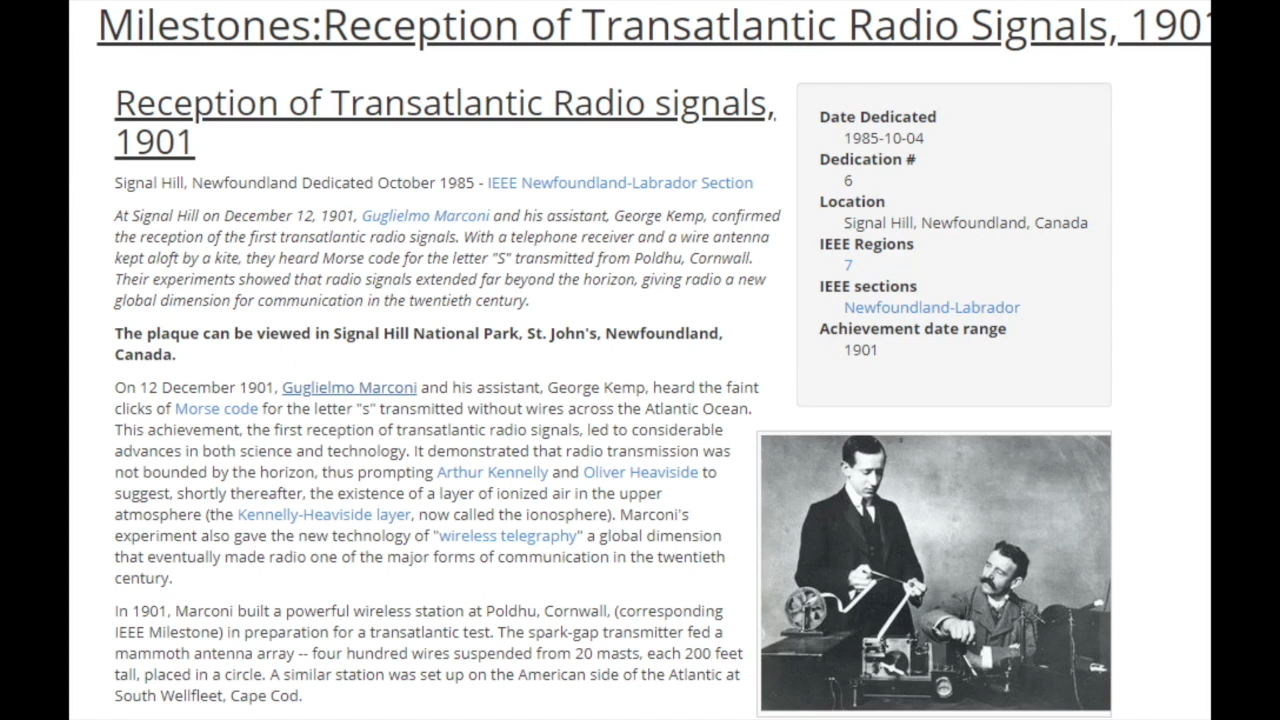 Milestones:Reception of Transatlantic Radio Signals, 1901
Reception of Transatlantic Radio signals,
1901
Signal Hill, Newfoundland Dedicated October 1985 - IEEE Newfoundland-Labrador Section
At Signal Hill on December 12, 1901, Guglielmo Marconi and his assistant, George Kemp, confirmed
the reception of the first transatlantic radio signals. With a telephone receiver and a wire antenna
kept aloft by a kite, they heard Morse code for the letter "S" transmitted from Poldhu, Cornwall.
Their experiments showed that radio signals extended far beyond the horizon, giving radio a new
global dimension for communication in the twentieth century.
The plaque can be viewed in Signal Hill National Park, St. John's, Newfoundland,
Canada.
On 12 December 1901, Guglielmo Marconi and his assistant, George Kemp, heard the faint
clicks of Morse code for the letter "s" transmitted without wires across the Atlantic Ocean.
This achievement, the first reception of transatlantic radio signals, led to considerable
advances in both science and technology. It demonstrated that radio transmission was
not bounded by the horizon, thus prompting Arthur Kennelly and Oliver Heaviside to
suggest, shortly thereafter, the existence of a layer of ionized air in the upper
atmosphere (the Kennelly-Heaviside layer, now called the ionosphere). Marconi's
experiment also gave the new technology of "wireless telegraphy" a global dimension
that eventually made radio one of the major forms of communication in the twentieth
century.
In 1901, Marconi built a powerful wireless station at Poldhu, Cornwall, (corresponding
IEEE Milestone) in preparation for a transatlantic test. The spark-gap transmitter fed a
mammoth antenna array -- four hundred wires suspended from 20 masts, each 200 feet
tall, placed in a circle. A similar station was set up on the American side of the Atlantic at
South Wellfleet, Cape Cod.
Date Dedicated
1985-10-04
Dedication #
6
Location
Signal Hill, Newfoundland, Canada
IEEE Regions
7
IEEE sections
Newfoundland-Labrador
Achievement date range
1901